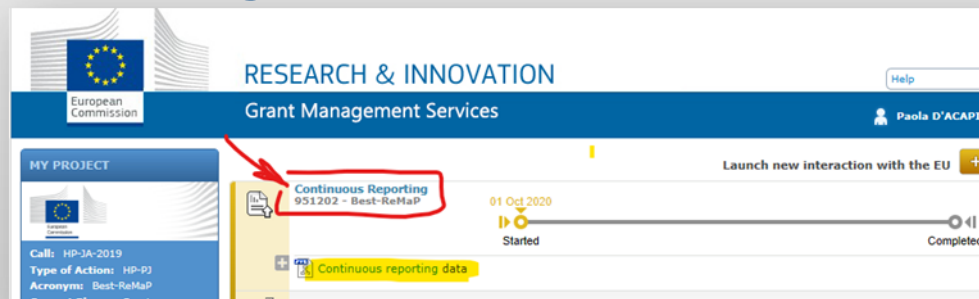 European
Commission
RESEARCH & INNOVATION
Grant Management Services
Help
Paola D'ACAPI
MY PROJECT
Launch new interaction with the EU +
Continuous Reporting
951202 - Best-ReMaP
01 Oct 2020
Started
Completed
Continuous reporting data
Call: HP-JA-2019
Type of Action: HP-PJ
Acronym: Best-ReMaP